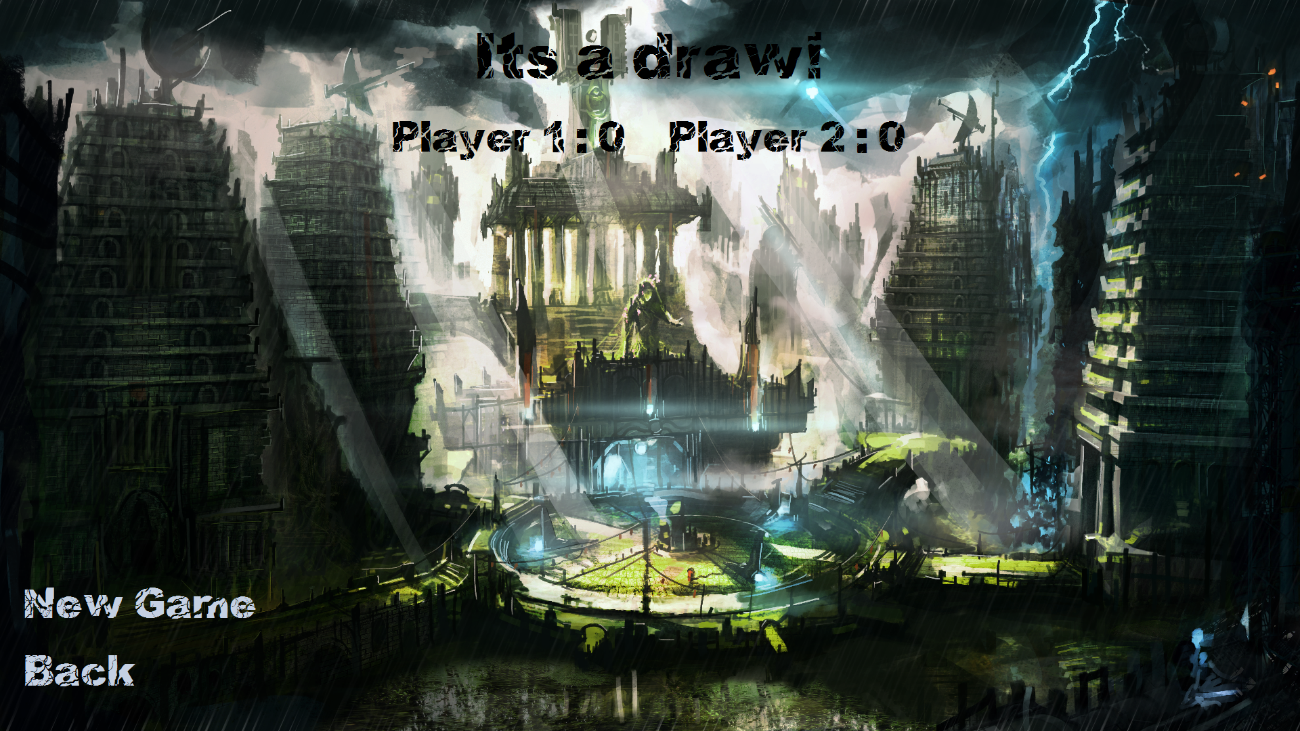 Its a draw!
Player 1 : 0 Player 2 : 0
New Game
Back